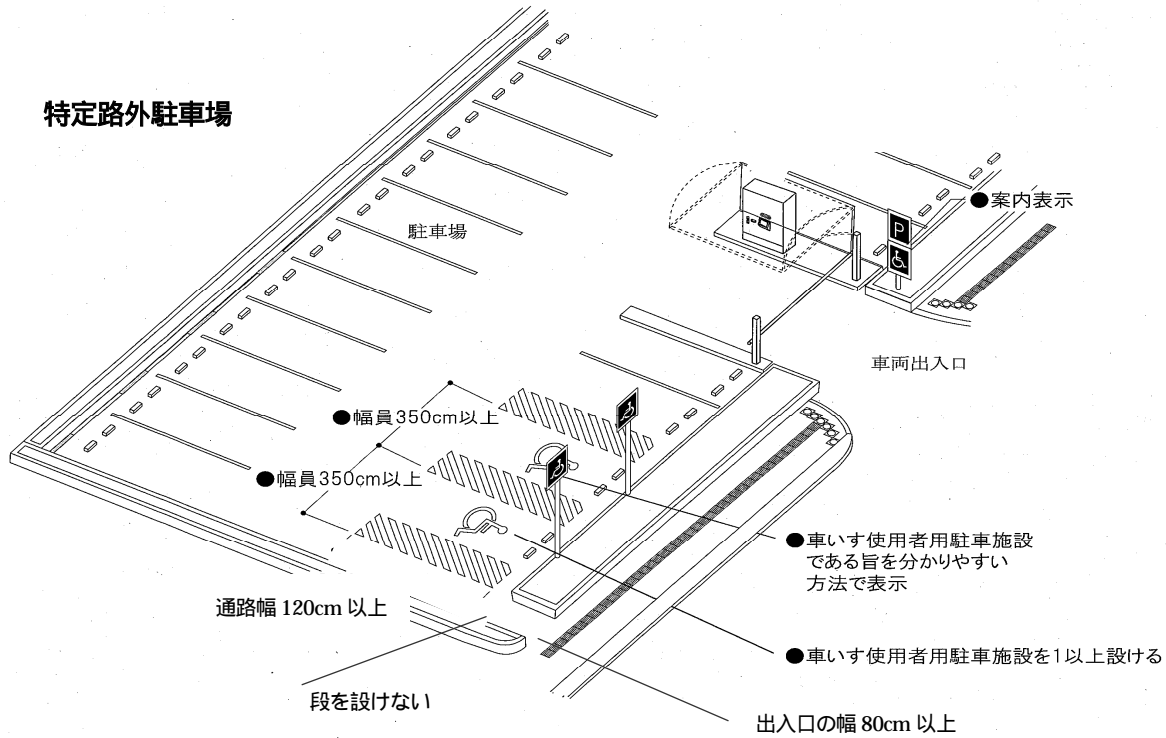 特定路外駐車場
●案内表示
P
駐車場
車両出入口
●幅員350cm以上
●幅員350cm以上
●車いす使用者用駐車施設
である旨を分かりやすい
方法で表示
通路幅 120cm 以上
●車いす使用者用駐車施設を1以上設ける
段を設けない
出入口の幅 80cm 以上